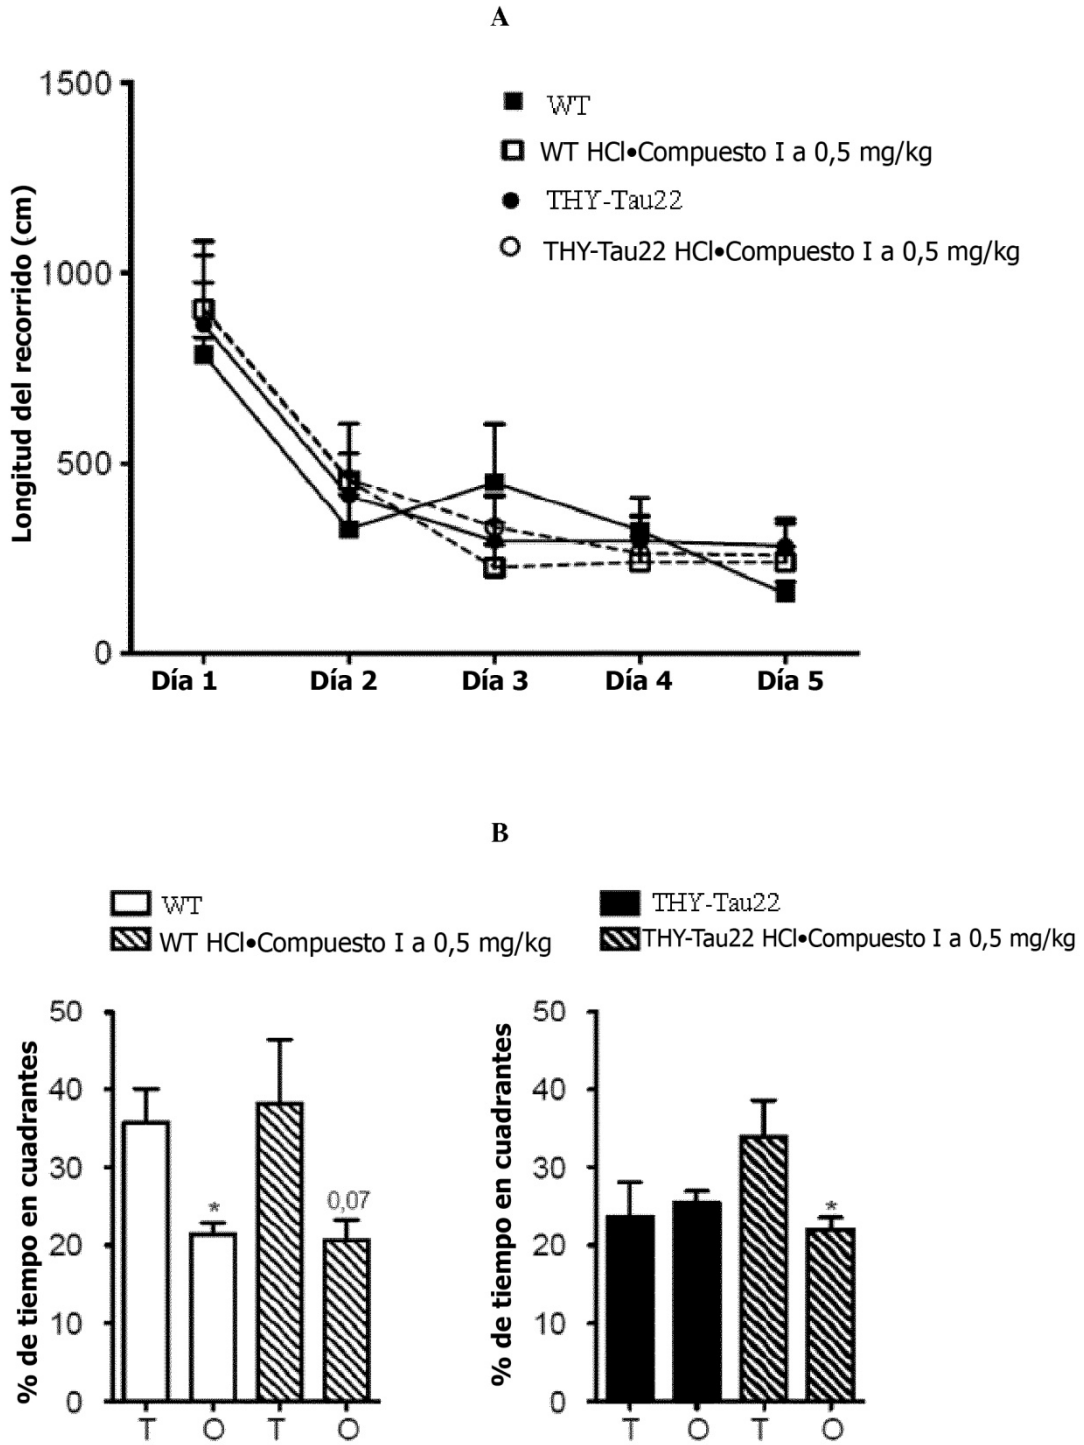 A
1500
1000
500
0
Longitud del recorrido (cm)
WT
WT HCl•Compuesto I a 0,5 mg/kg
THY-Tau22
THY-Tau22 HCl•Compuesto I a 0,5 mg/kg
Día 1 Día 2 Día 3 Día 4 Día 5
B
WT
WT HCl•Compuesto I a 0,5 mg/kg
THY-Tau22
THY-Tau22 HCl•Compuesto I a 0,5 mg/kg
% de tiempo en cuadrantes
50
40
30
20
10
0
*
0,07
T O T O
% de tiempo en cuadrantes
50
40
30
20
10
0
*
T O T O